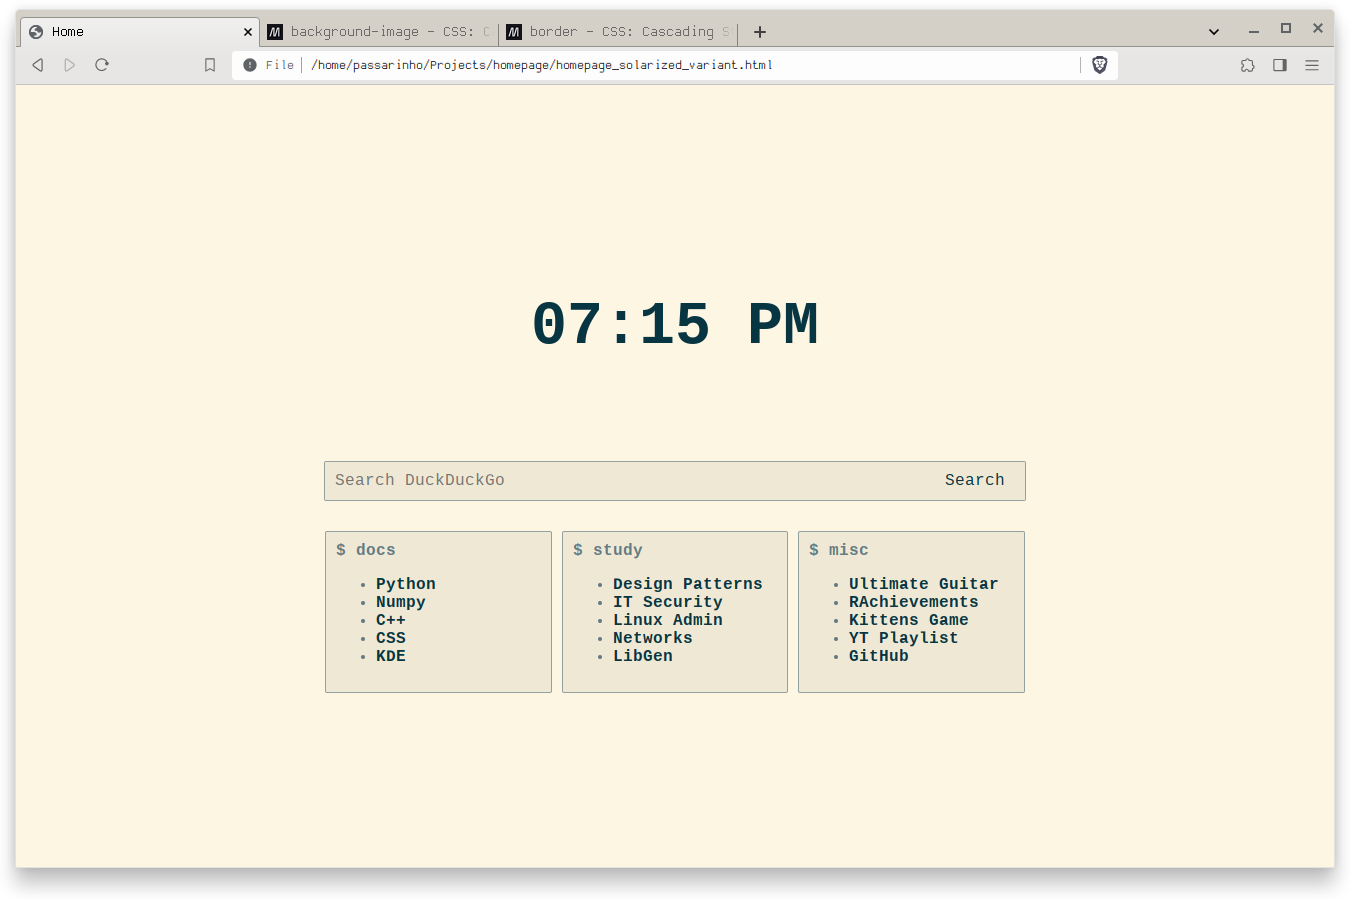 Home
background-image - CSS: C
border - CSS: Cascading S
File
/home/passarinho/Projects/homepage/homepage_solarized_variant.html
07:15 PM
Search DuckDuckGo
Search
$ docs
Python
Numpy
C++
CSS
KDE
$ study
Design Patterns
IT Security
Linux Admin
Networks
LibGen
$ misc
Ultimate Guitar
RAchievements
Kittens Game
YT Playlist
GitHub